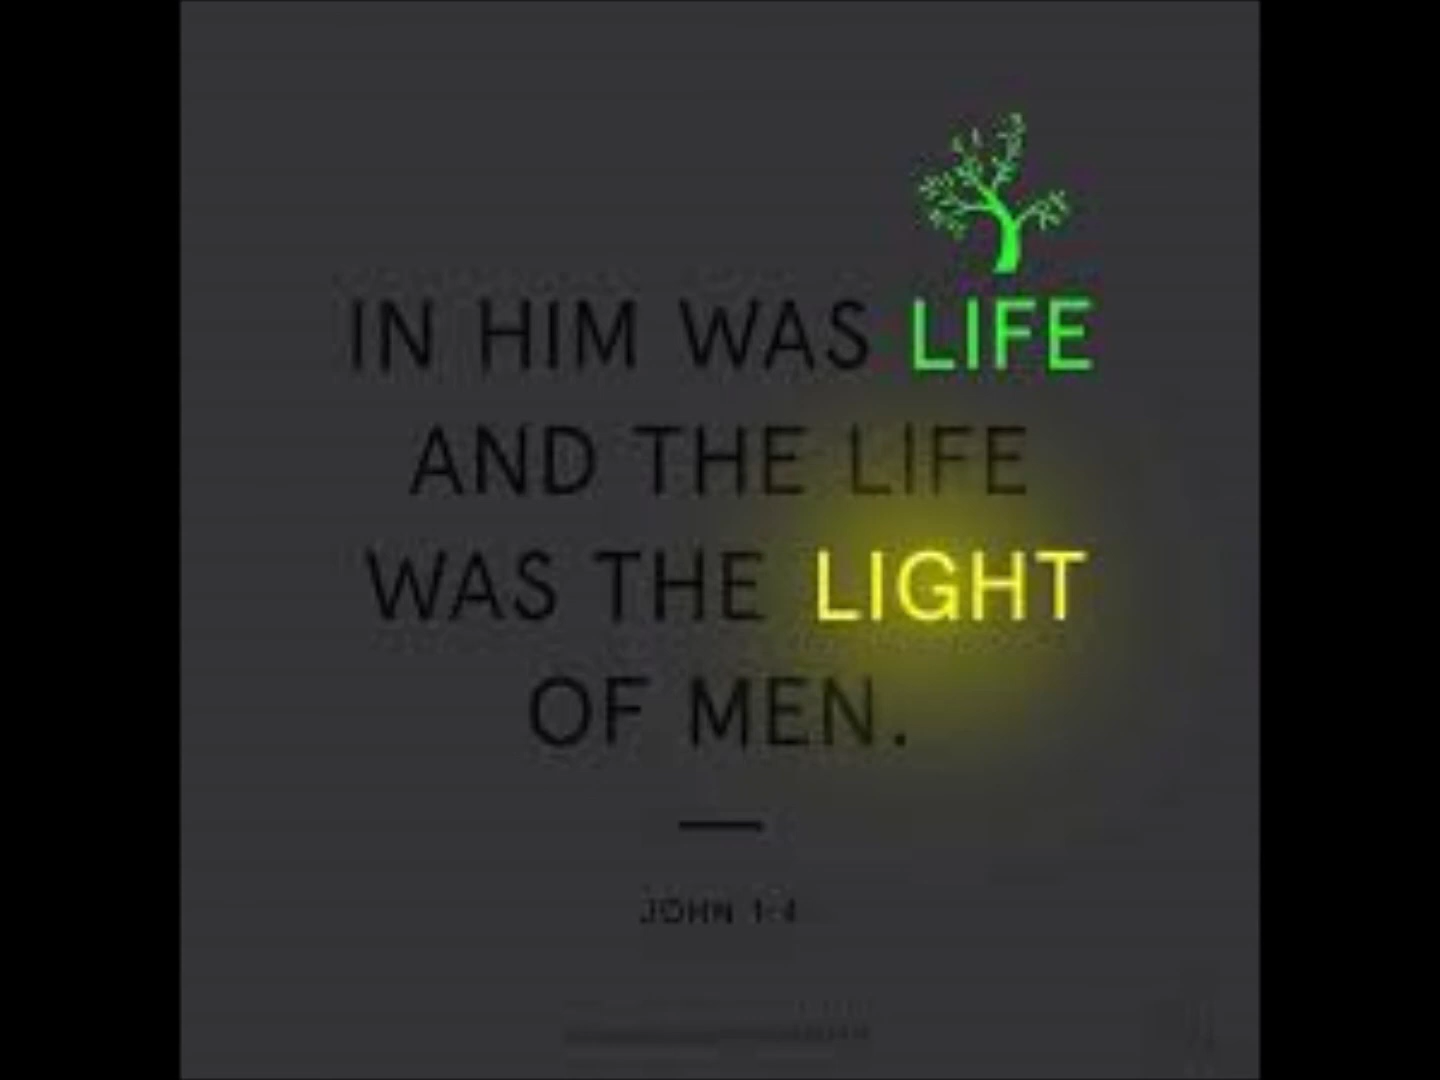 IN HIM WAS LIFE
AND THE LIFE
WAS THE LIGHT
OF MEN.
JOHN 1:4